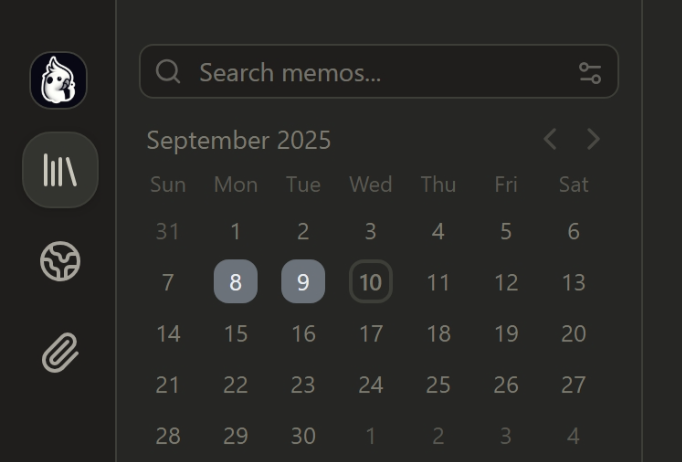 Search memos...
September 2025
Sun Mon Tue Wed Thu Fri Sat
31 1 2 3 4 5 6
7 8 9 10 11 12 13
14 15 16 17 18 19 20
21 22 23 24 25 26 27
28 29 30 1 2 3 4